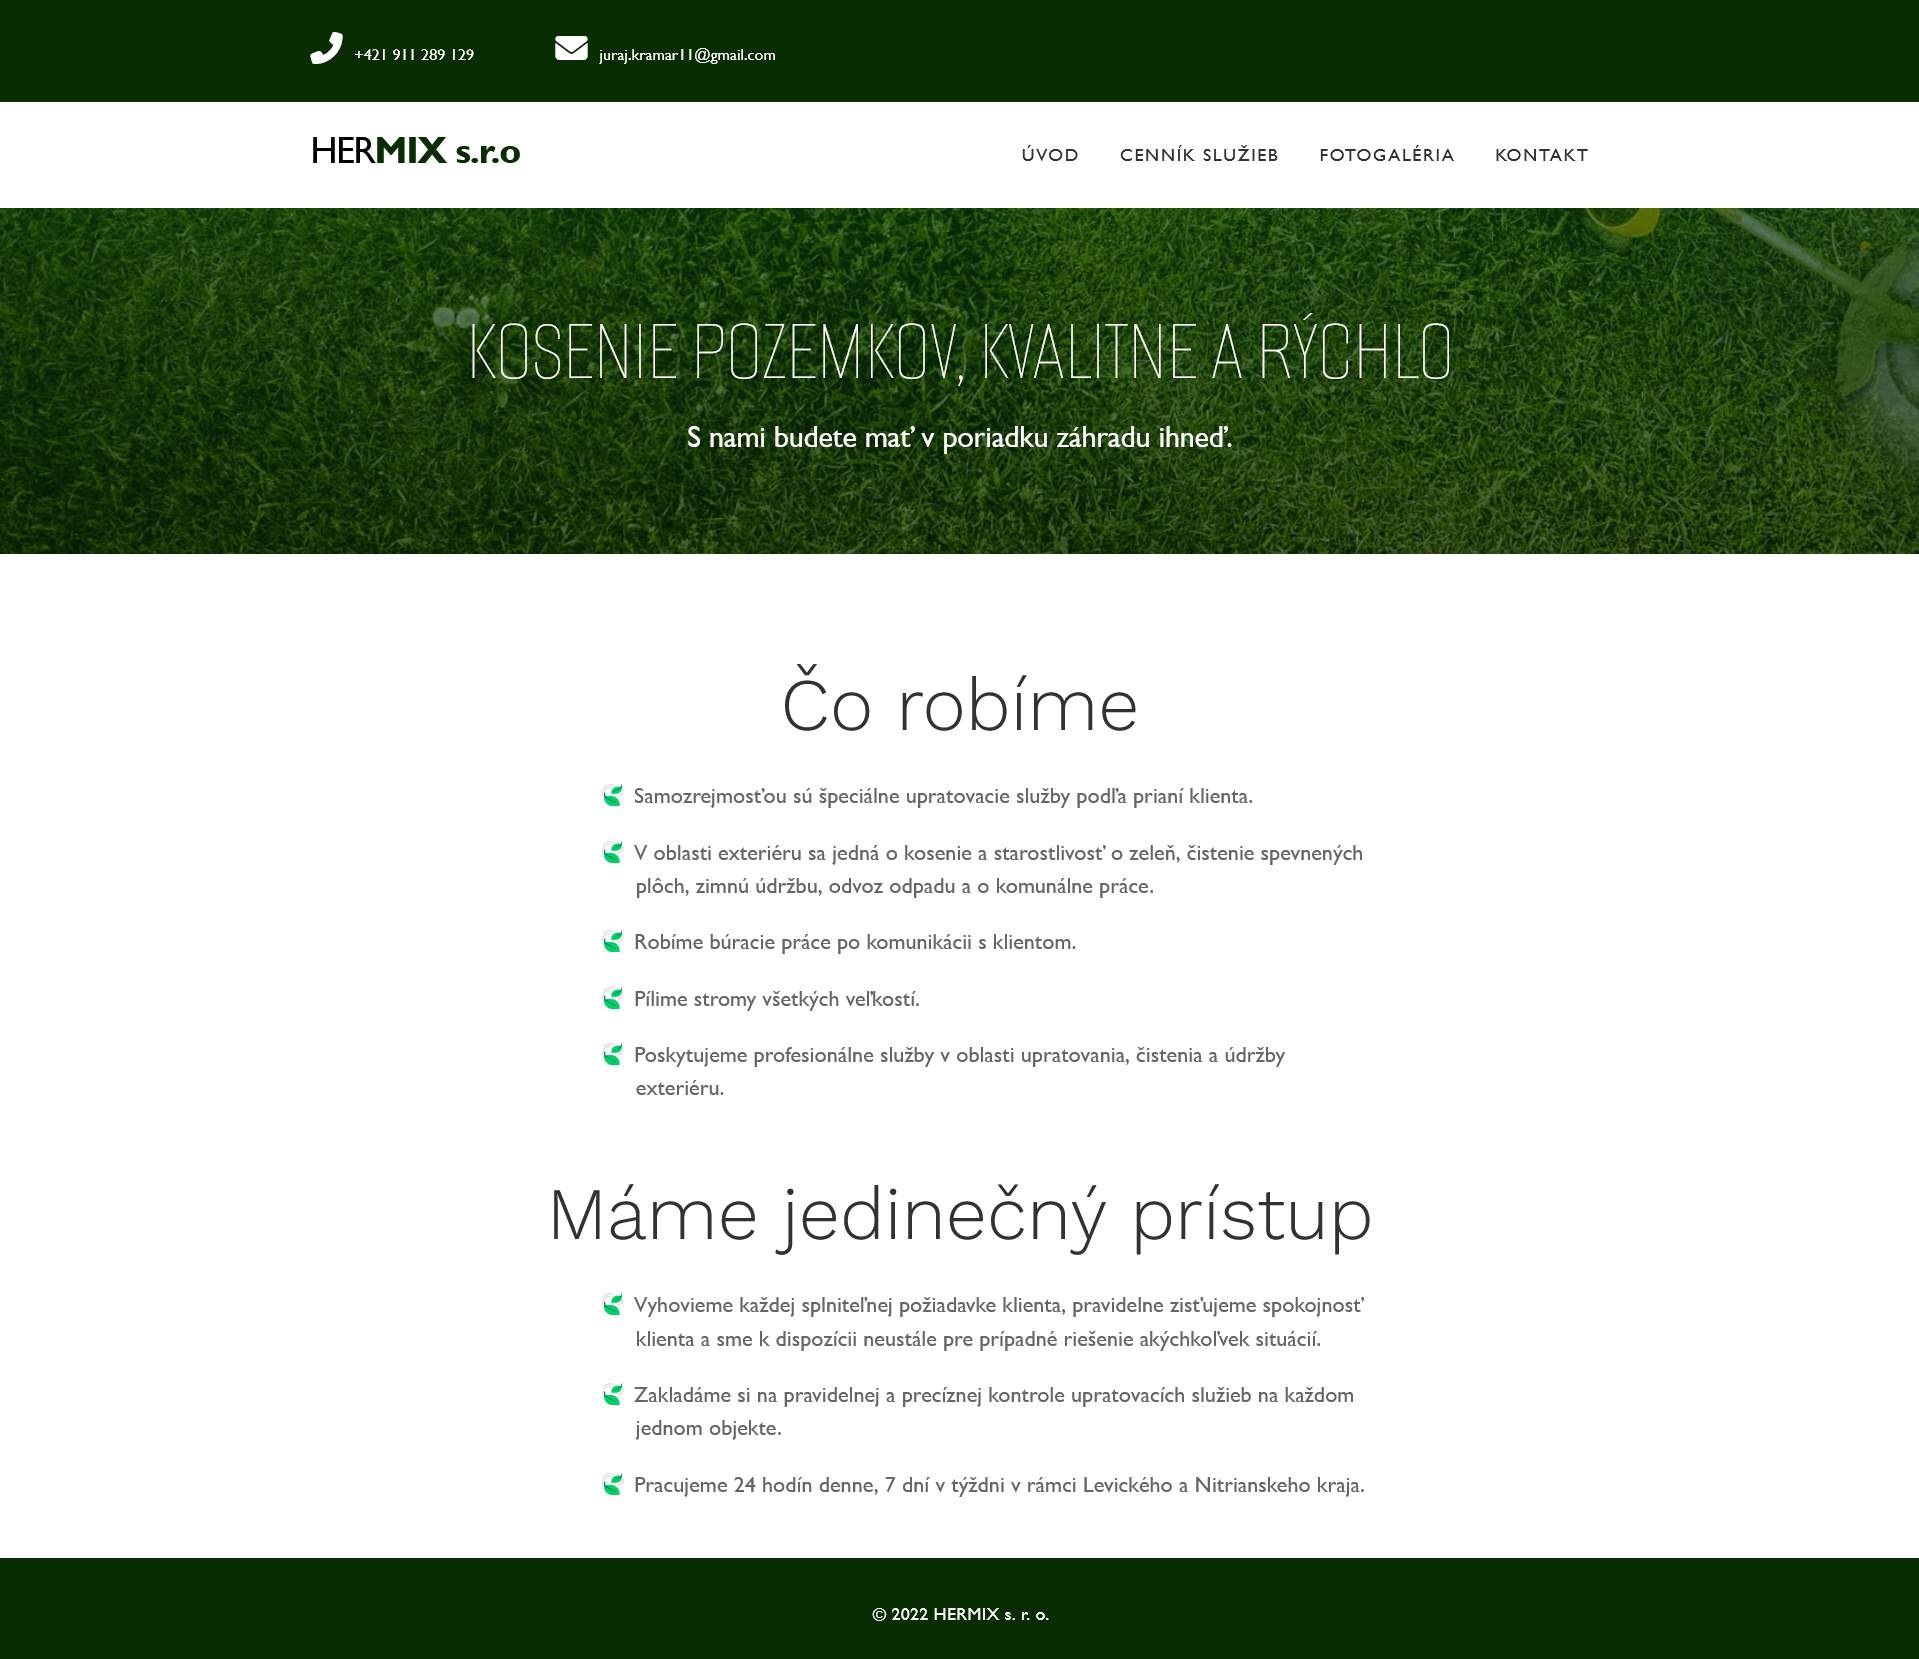 +421 911 289 129
juraj.kramar11@gmail.com
HERMIX s.r.o
ÚVOD
CENNÍK SLUŽIEB
FOTOGALÉRIA
KONTAKT
KOSENIE POZEMKOV, KVALITNE A RÝCHLO
S nami budete mať v poriadku záhradu ihneď.
Čo robíme
Samozrejmosťou sú špeciálne upratovacie služby podľa prianí klienta.
V oblasti exteriéru sa jedná o kosenie a starostlivosť o zeleň, čistenie spevnených
plôch, zimnú údržbu, odvoz odpadu a o komunálne práce.
Robíme búracie práce po komunikácii s klientom.
Pílime stromy všetkých veľkostí.
Poskytujeme profesionálne služby v oblasti upratovania, čistenia a údržby
exteriéru.
Máme jedinečný prístup
Vyhovieme každej splniteľnej požiadavke klienta, pravidelne zisťujeme spokojnosť
klienta a sme k dispozícii neustále pre prípadné riešenie akýchkoľvek situácií.
Zakladáme si na pravidelnej a precíznej kontrole upratovacích služieb na každom
jednom objekte.
Pracujeme 24 hodín denne, 7 dní v týždni v rámci Levického a Nitrianskeho kraja.
© 2022 HERMIX s. r. o.